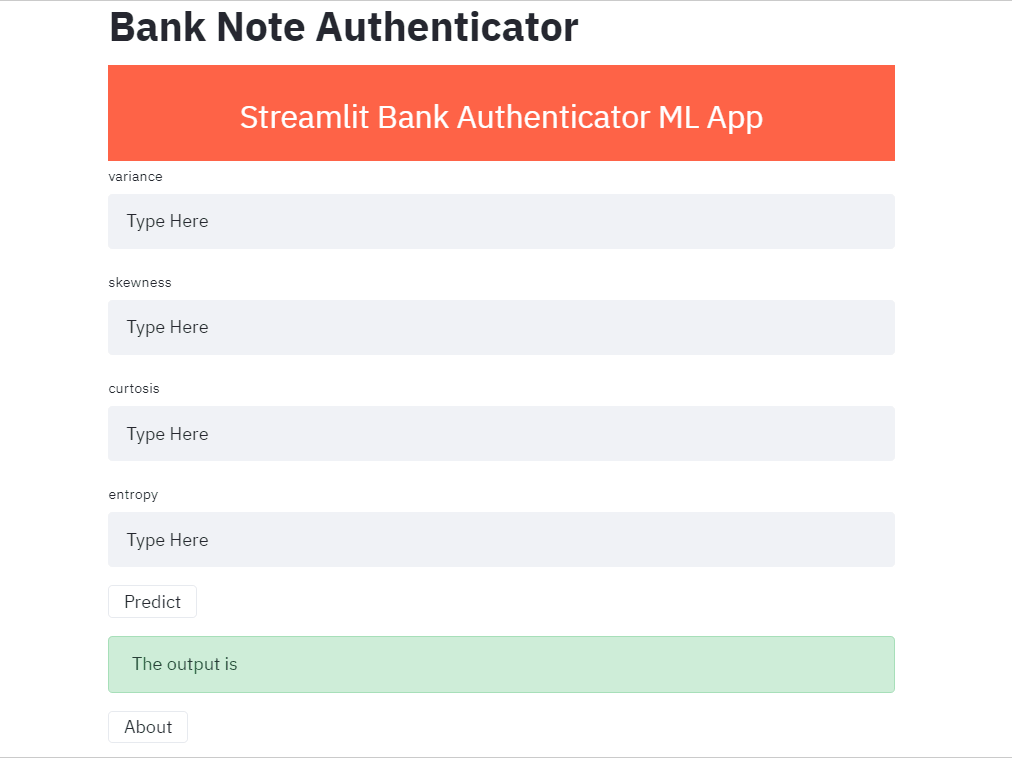 Bank Note Authenticator
Streamlit Bank Authenticator ML App
variance
Type Here
skewness
Type Here
curtosis
Type Here
entropy
Type Here
Predict
The output is
About